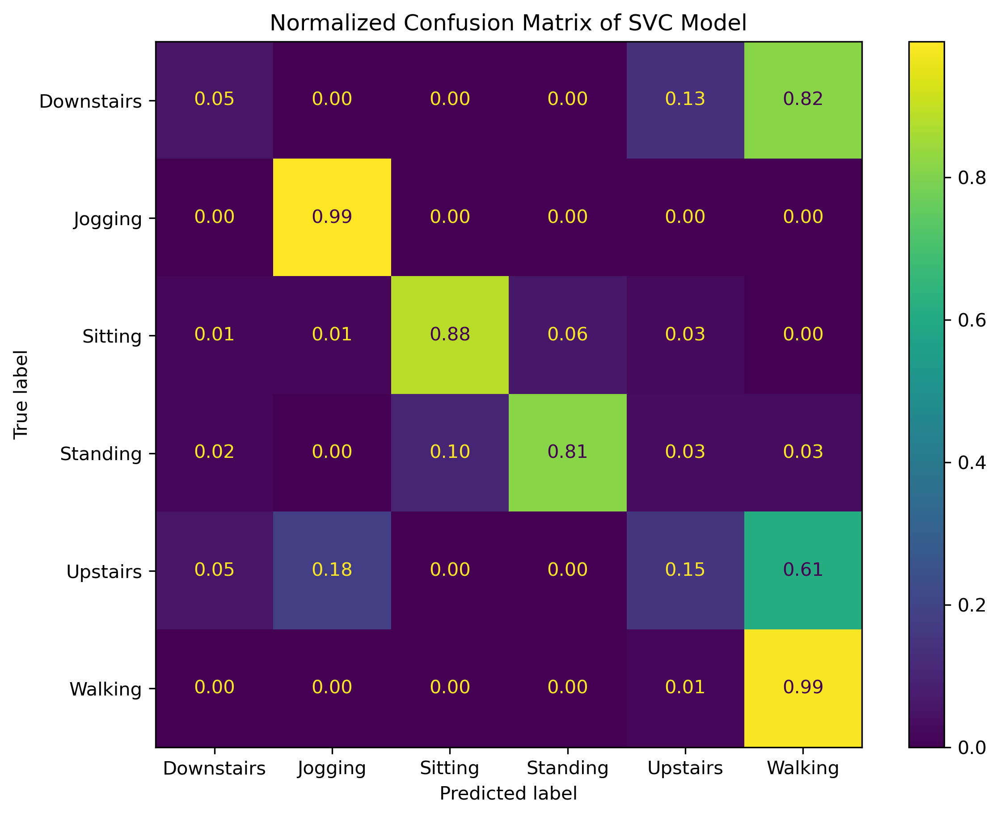 Normalized Confusion Matrix of SVC Model
Downstairs 0.05 0.00 0.00 0.00 0.13 0.82
Jogging 0.00 0.99 0.00 0.00 0.00 0.00
Sitting 0.01 0.01 0.88 0.06 0.03 0.00
Standing 0.02 0.00 0.10 0.81 0.03 0.03
Upstairs 0.05 0.18 0.00 0.00 0.15 0.61
Walking 0.00 0.00 0.00 0.00 0.01 0.99
Downstairs Jogging Sitting Standing Upstairs Walking
Predicted label
True label
0.8
0.6
0.4
0.2
0.0